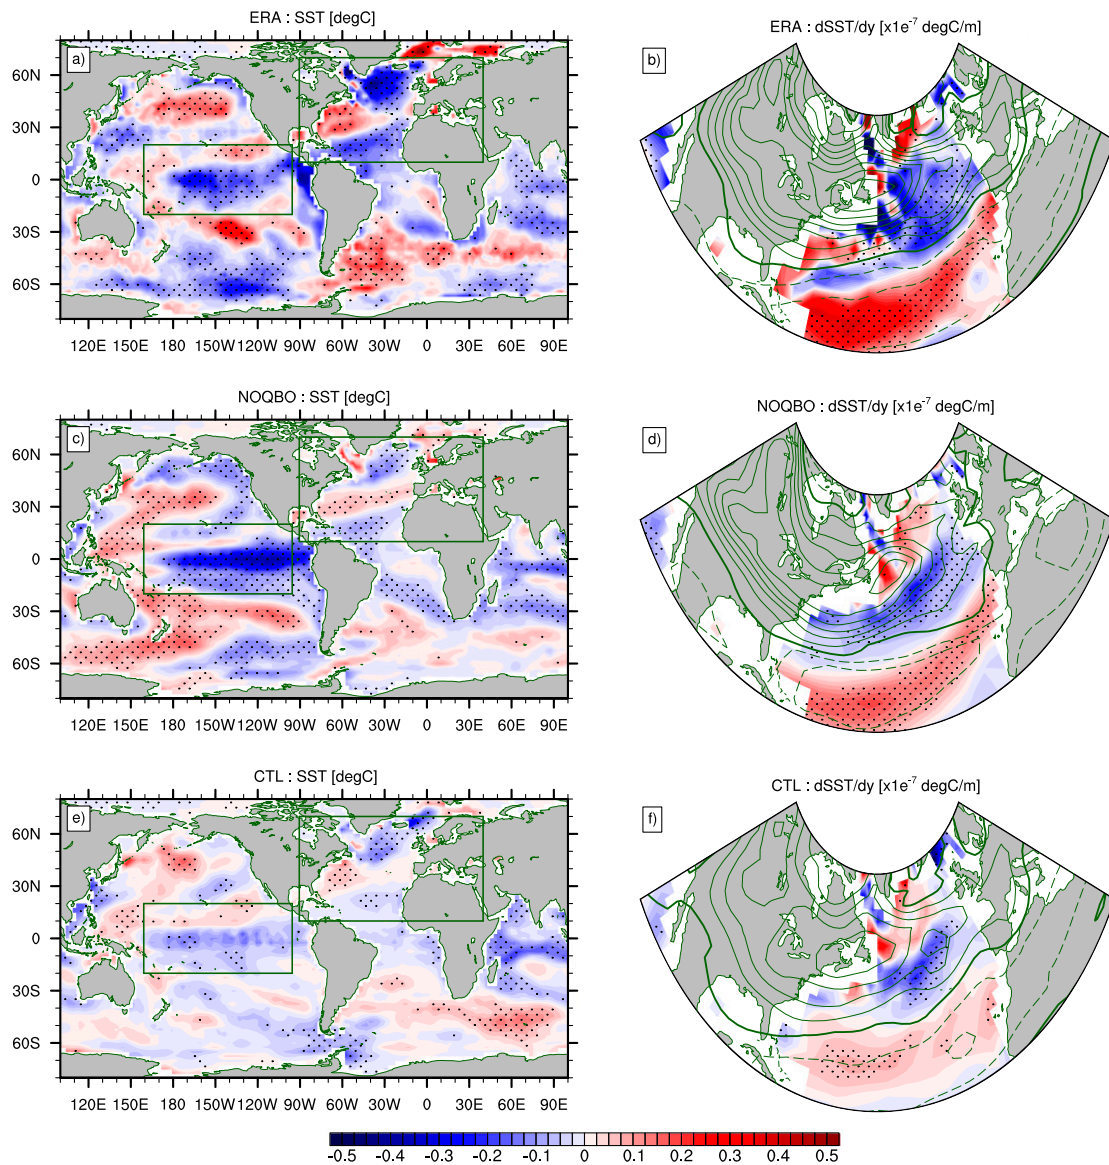 ERA : SST [degC]
a)
60N
30N
0
30S
60S
120E 150E 180 150W 120W 90W 60W 30W 0 30E 60E 90E
ERA : dSST/dy [x1e-7 degC/m]
b)
NOQBO : SST [degC]
c)
60N
30N
0
30S
60S
120E 150E 180 150W 120W 90W 60W 30W 0 30E 60E 90E
NOQBO : dSST/dy [x1e-7 degC/m]
d)
CTL : SST [degC]
e)
60N
30N
0
30S
60S
120E 150E 180 150W 120W 90W 60W 30W 0 30E 60E 90E
CTL : dSST/dy [x1e-7 degC/m]
f)
-0.5 -0.4 -0.3 -0.2 -0.1 0 0.1 0.2 0.3 0.4 0.5